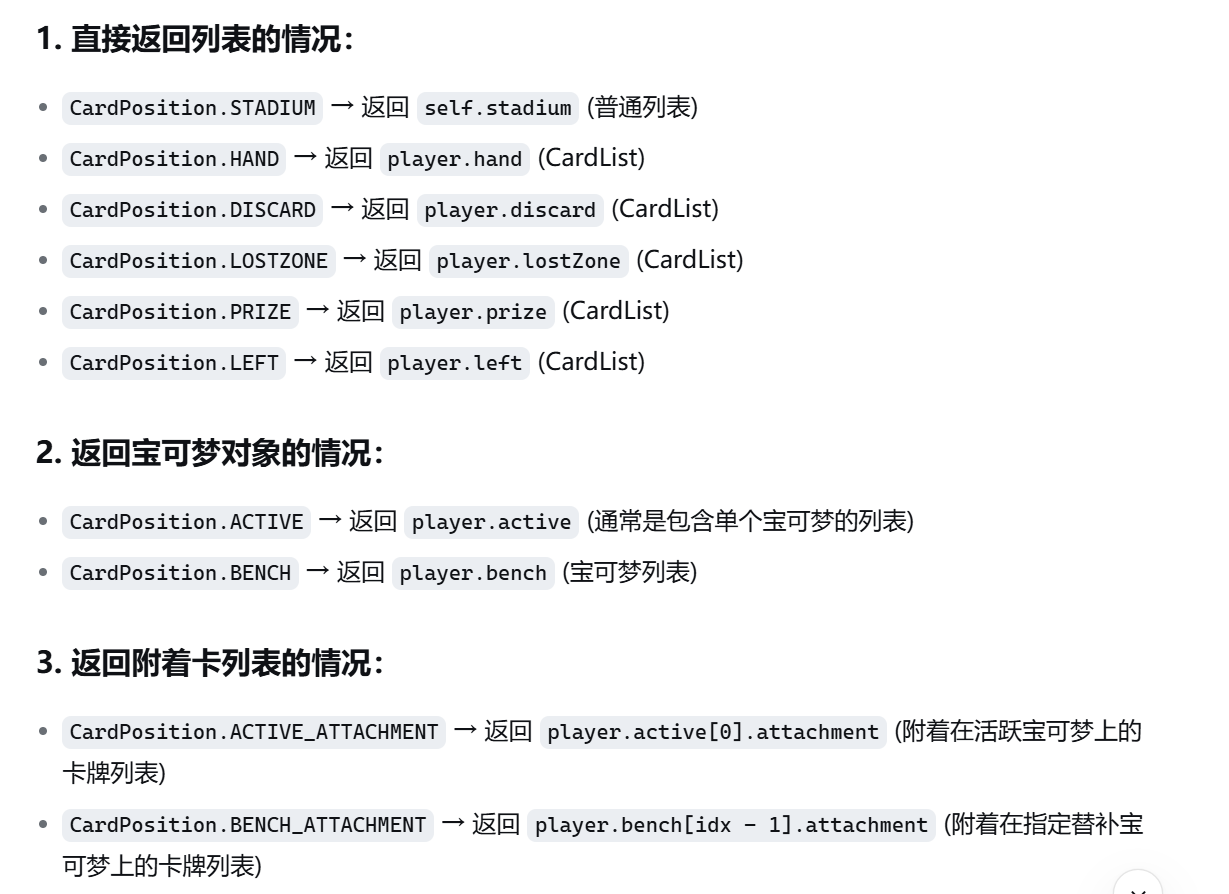 1. 直接返回列表的情况：
• CardPosition.STADIUM → 返回 self.stadium (普通列表)
• CardPosition.HAND → 返回 player.hand (CardList)
• CardPosition.DISCARD → 返回 player.discard (CardList)
• CardPosition.LOSTZONE → 返回 player.lostZone (CardList)
• CardPosition.PRIZE → 返回 player.prize (CardList)
• CardPosition.LEFT → 返回 player.left (CardList)
2. 返回宝可梦对象的情况：
• CardPosition.ACTIVE → 返回 player.active (通常是包含单个宝可梦的列表)
• CardPosition.BENCH → 返回 player.bench (宝可梦列表)
3. 返回附着卡列表的情况：
• CardPosition.ACTIVE_ATTACHMENT → 返回 player.active[0].attachment (附着在活跃宝可梦上的
卡牌列表)
• CardPosition.BENCH_ATTACHMENT → 返回 player.bench[idx - 1].attachment (附着在指定替补宝
可梦上的卡牌列表)